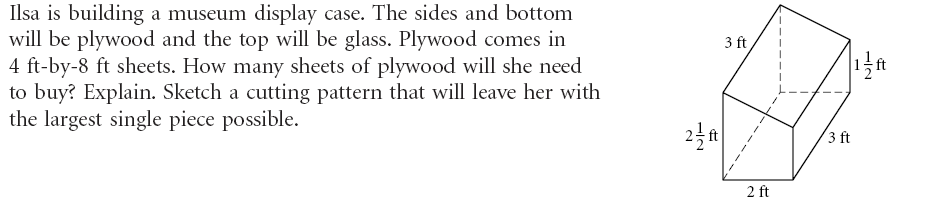 Ilsa is building a museum display case. The sides and bottom
will be plywood and the top will be glass. Plywood comes in
4 ft-by-8 ft sheets. How many sheets of plywood will she need
to buy? Explain. Sketch a cutting pattern that will leave her with
the largest single piece possible.
3 ft
1 1/2 ft
2 1/2 ft
3 ft
2 ft